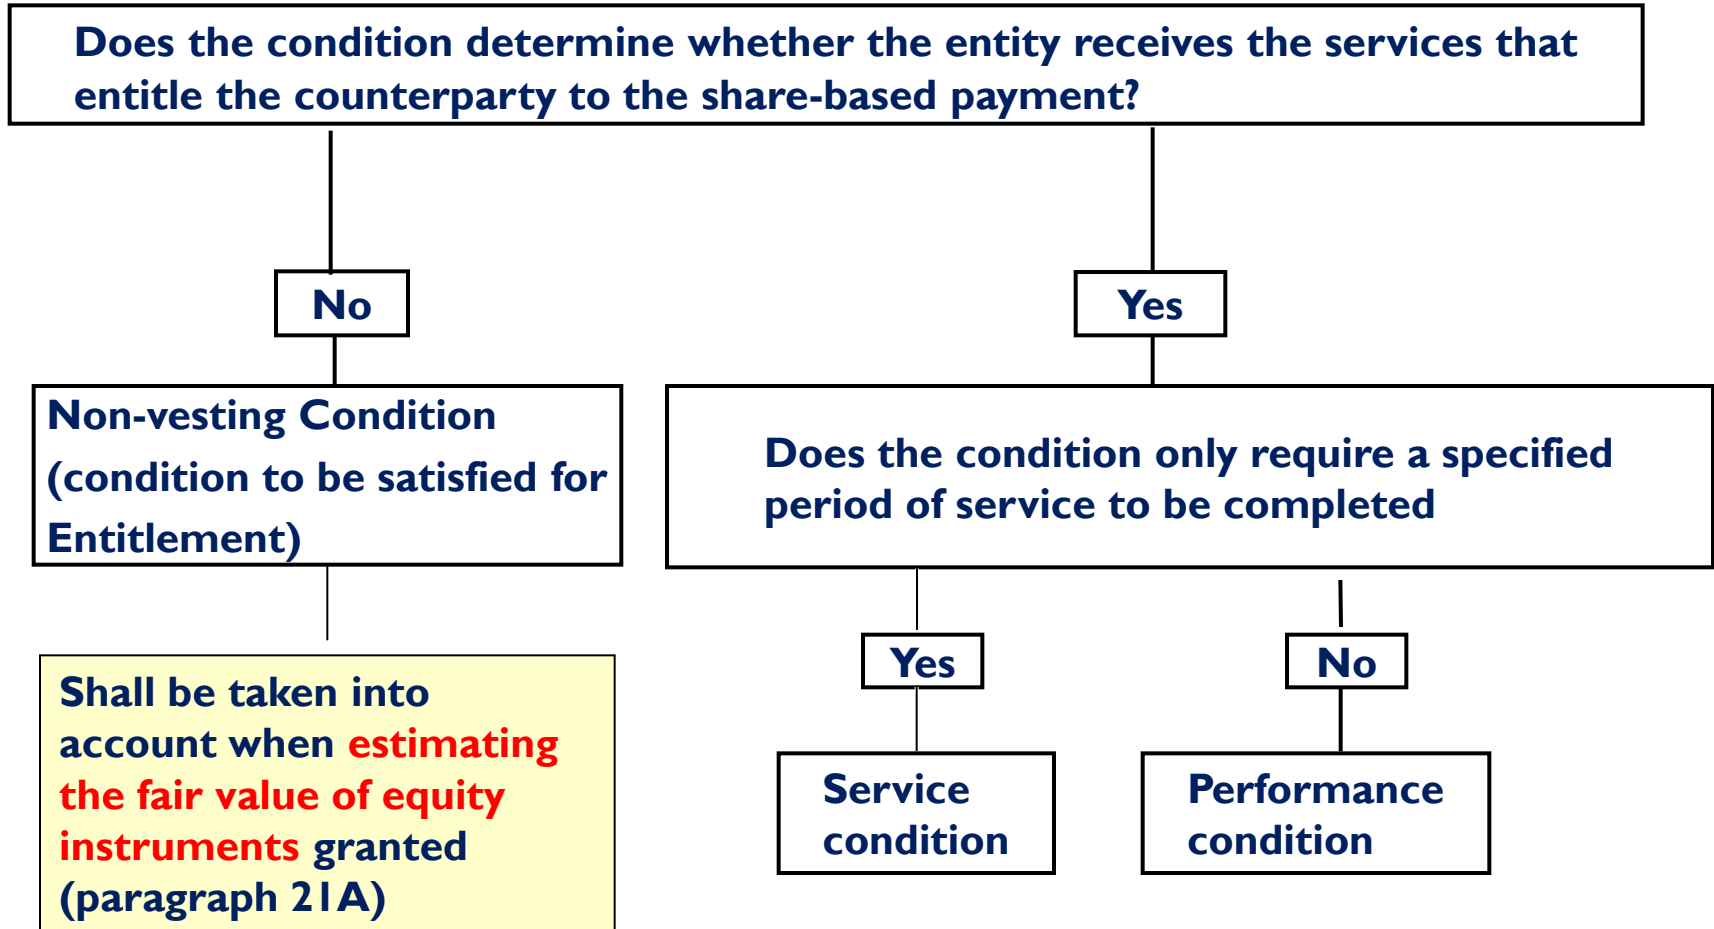 Does the condition determine whether the entity receives the services that
entitle the counterparty to the share-based payment?
No
Yes
Non-vesting Condition
(condition to be satisfied for
Entitlement)
Does the condition only require a specified
period of service to be completed
Yes
No
Shall be taken into
account when estimating
the fair value of equity
instruments granted
(paragraph 21A)
Service
condition
Performance
condition